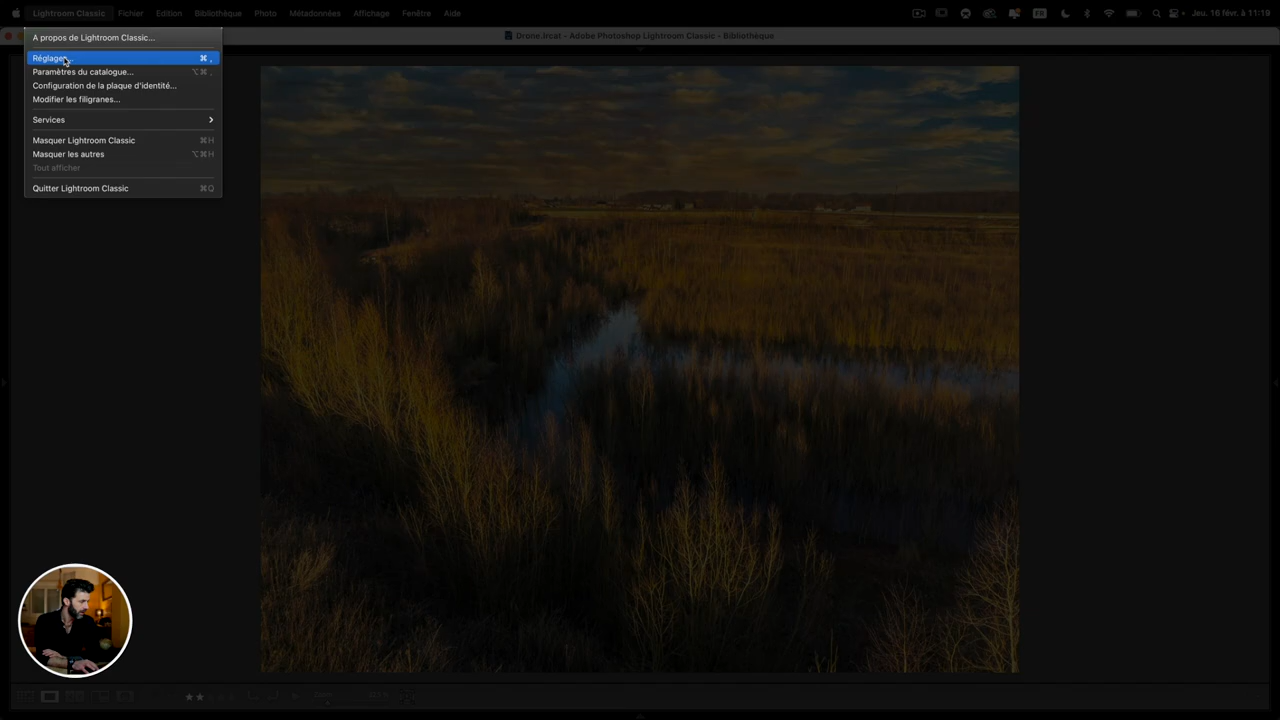 Lightroom Classic Fichier Edition Bibliothèque Photo Métadonnées Affichage Fenêtre Aide FR Jeu. 16 févr. à 11:19
Drone.lrcat - Adobe Photoshop Lightroom Classic - Bibliothèque
A propos de Lightroom Classic...
Réglages... ⌘ ,
Paramètres du catalogue... ⌥⌘ ,
Configuration de la plaque d'identité...
Modifier les filigranes...
Services
Masquer Lightroom Classic ⌘H
Masquer les autres ⌥⌘H
Tout afficher
Quitter Lightroom Classic ⌘Q